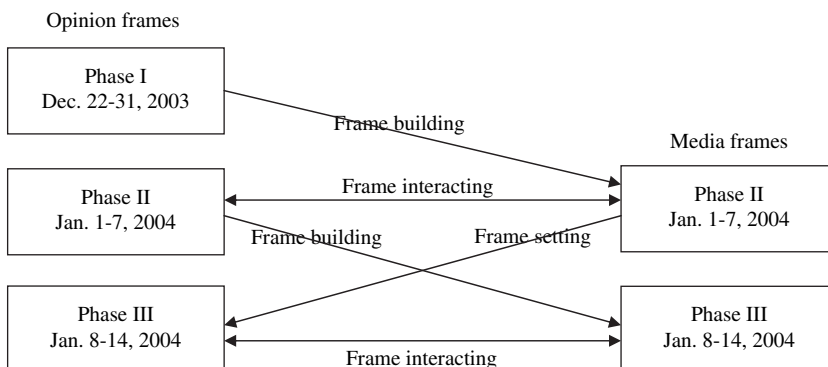 Opinion frames
Phase I
Dec. 22-31, 2003
Frame building
Media frames
Phase II
Jan. 1-7, 2004
Frame interacting
Phase II
Jan. 1-7, 2004
Frame building
Frame setting
Phase III
Jan. 8-14, 2004
Phase III
Jan. 8-14, 2004
Frame interacting